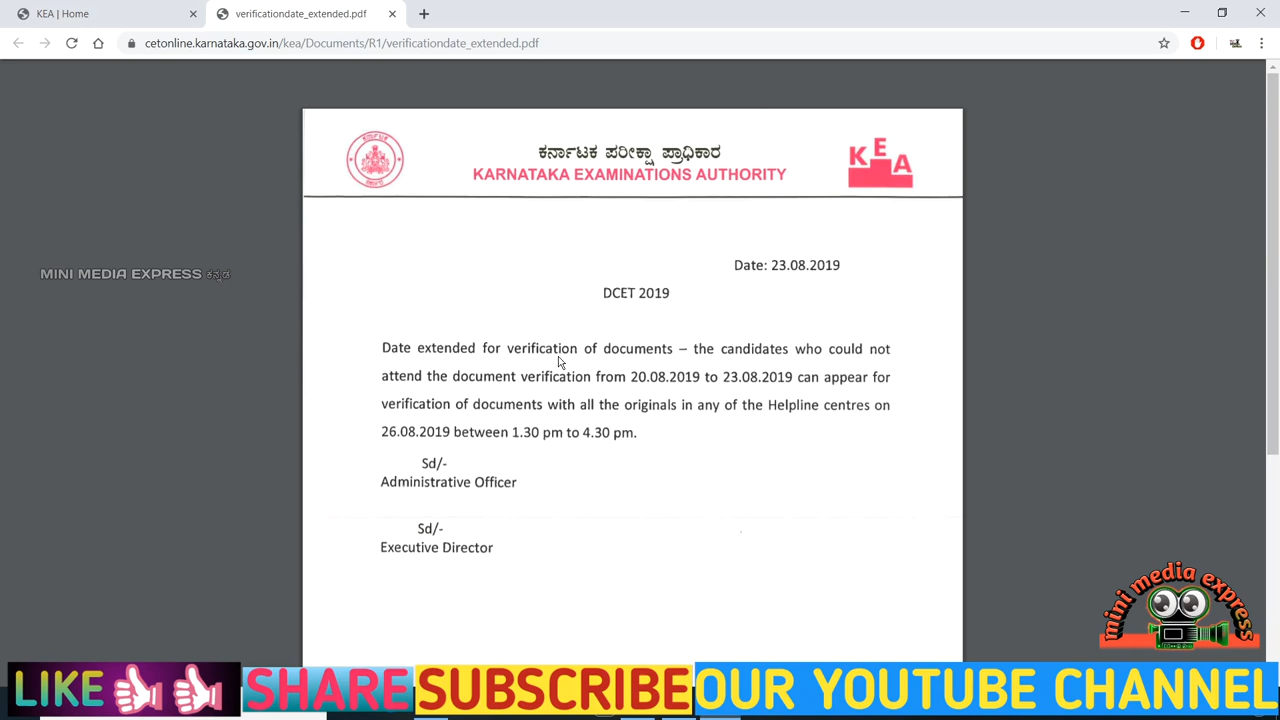 KEA | Home
verificationdate_extended.pdf
cetonline.karnataka.gov.in/kea/Documents/R1/verificationdate_extended.pdf
ಕರ್ನಾಟಕ ಪರೀಕ್ಷಾ ಪ್ರಾಧಿಕಾರ
KARNATAKA EXAMINATIONS AUTHORITY
KEA
MINI MEDIA EXPRESS ಕನ್ನಡ
Date: 23.08.2019
DCET 2019
Date extended for verification of documents – the candidates who could not
attend the document verification from 20.08.2019 to 23.08.2019 can appear for
verification of documents with all the originals in any of the Helpline centres on
26.08.2019 between 1.30 pm to 4.30 pm.
Sd/-
Administrative Officer
Sd/-
Executive Director
mini media express
LIKE SHARE SUBSCRIBE OUR YOUTUBE CHANNEL